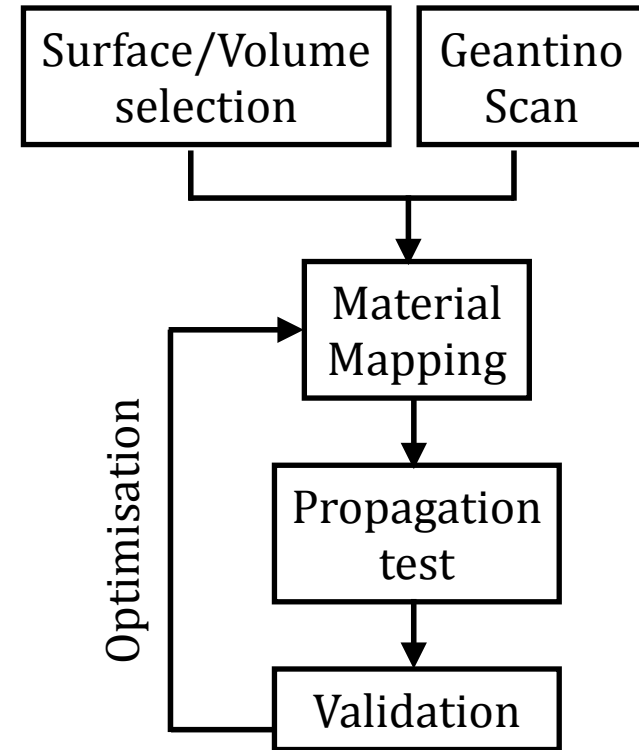 Surface/Volume
selection
Geantino
Scan
Material
Mapping
Optimisation
Propagation
test
Validation